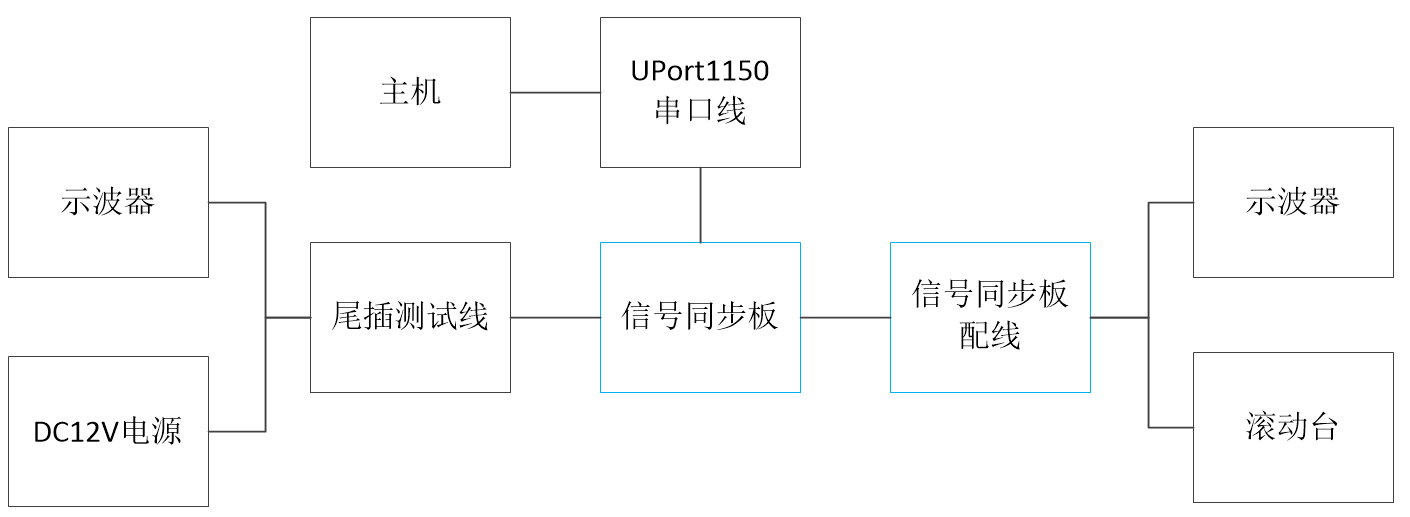 主机
UPort1150
串口线
示波器
示波器
尾插测试线
信号同步板
信号同步板
配线
DC12V电源
滚动台